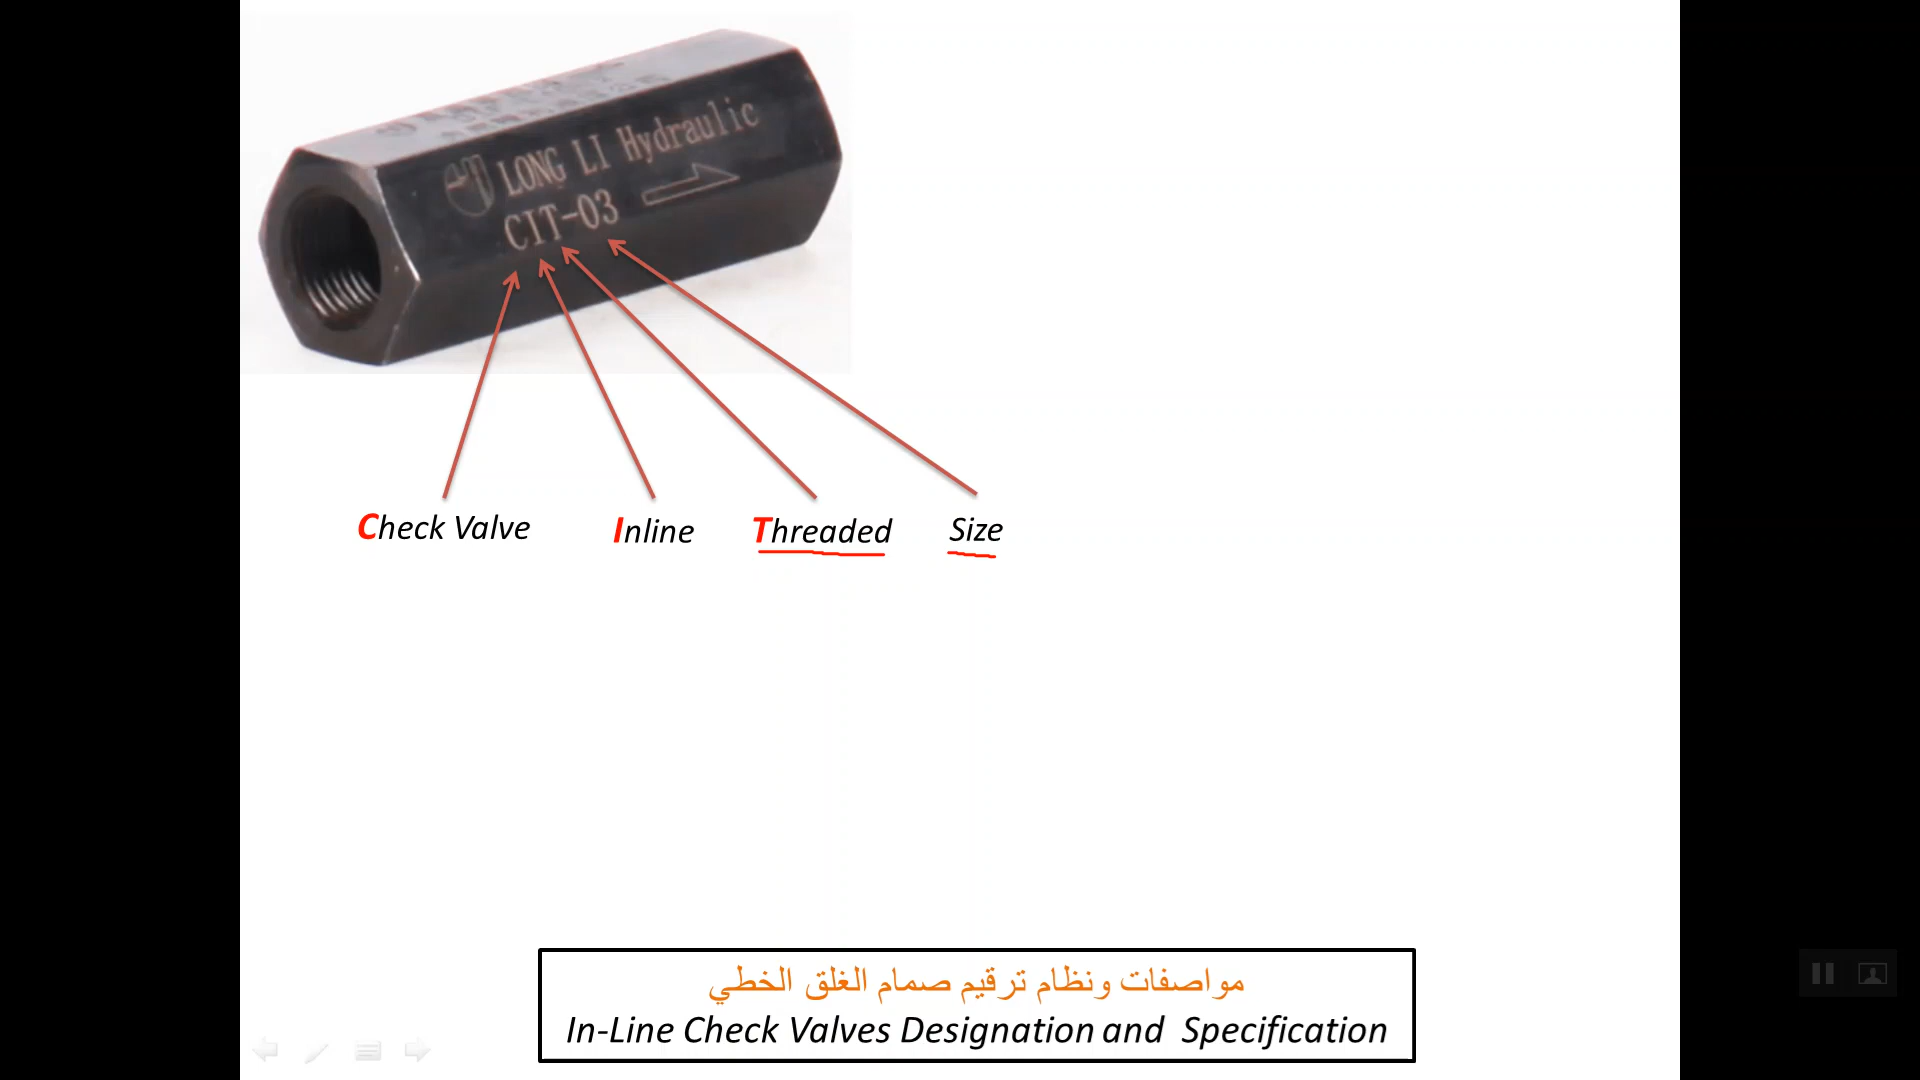 LONG LI Hydraulic
CIT-03
Check Valve Inline Threaded Size
مواصفات ونظام ترقيم صمام الغلق الخطي
In-Line Check Valves Designation and Specification